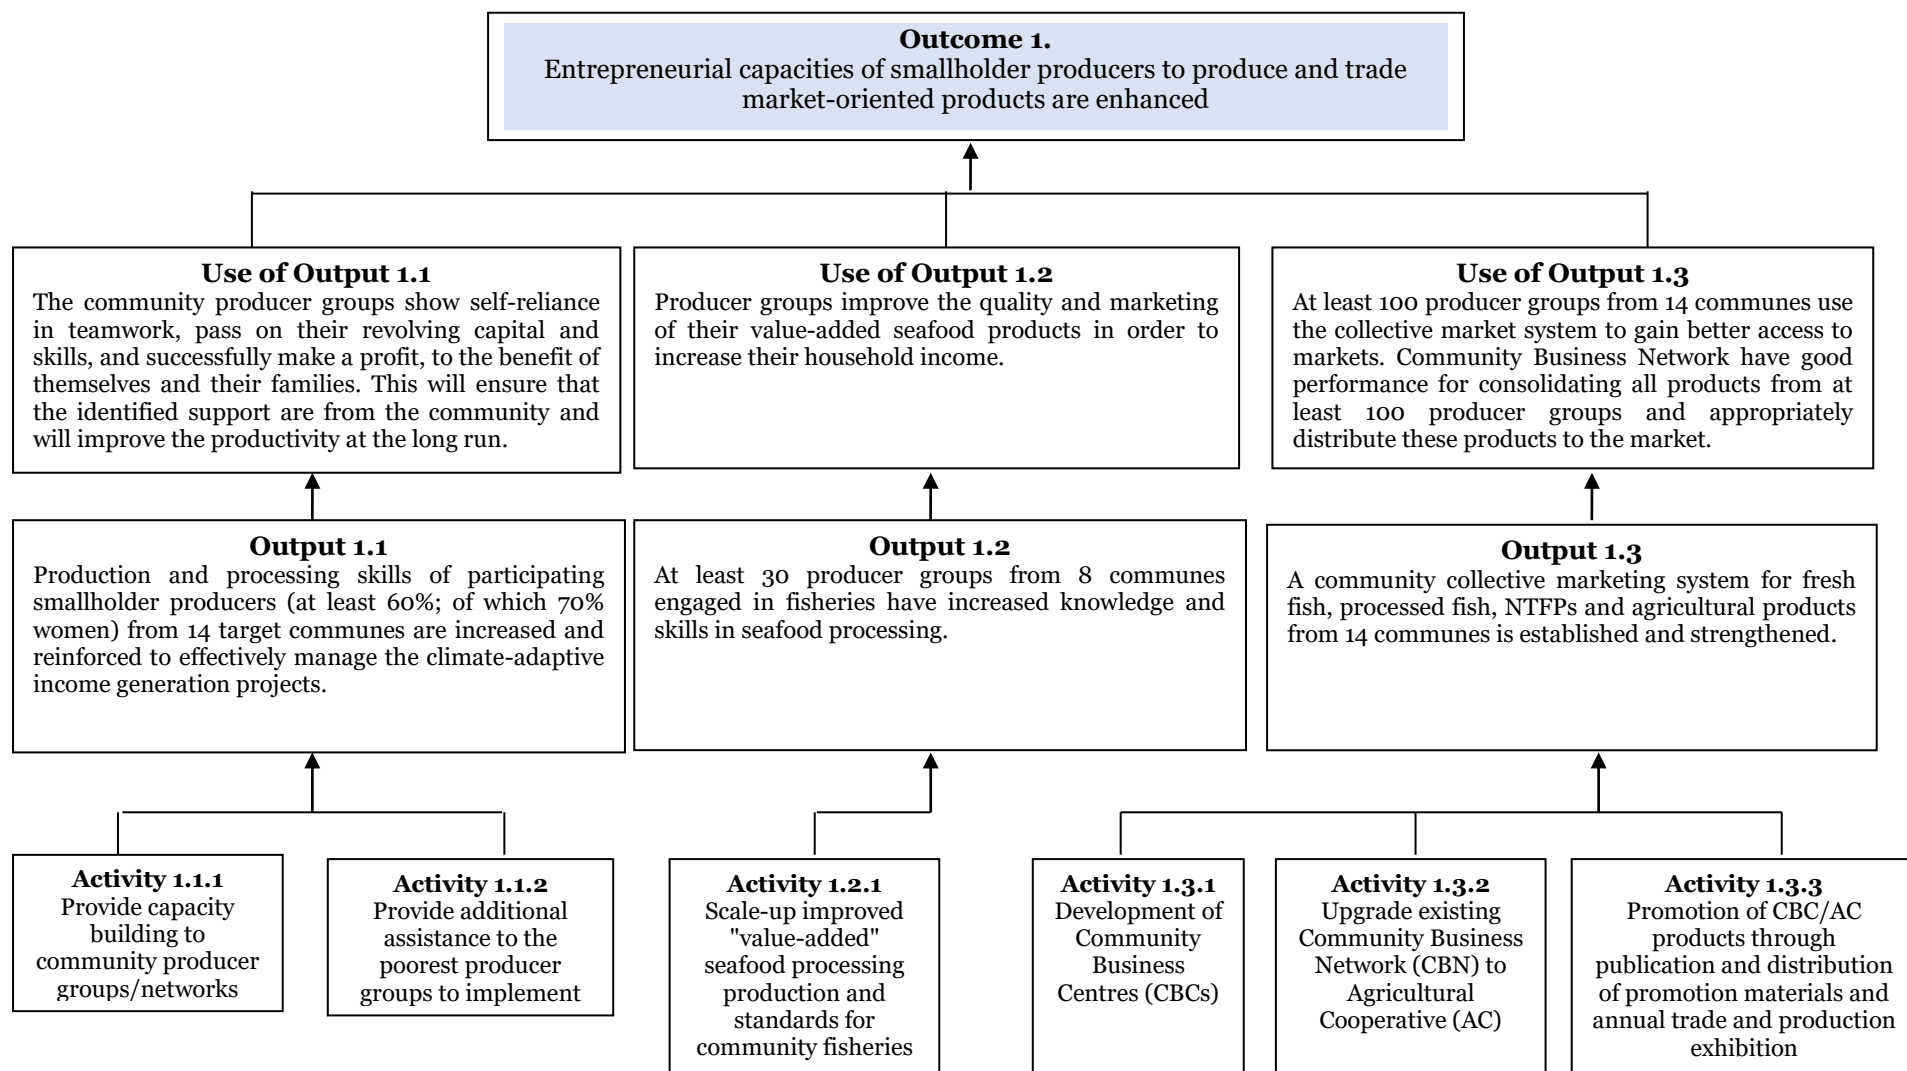 Outcome 1.
Entrepreneurial capacities of smallholder producers to produce and trade
market-oriented products are enhanced
Use of Output 1.1
The community producer groups show self-reliance
in teamwork, pass on their revolving capital and
skills, and successfully make a profit, to the benefit of
themselves and their families. This will ensure that
the identified support are from the community and
will improve the productivity at the long run.
Use of Output 1.2
Producer groups improve the quality and marketing
of their value-added seafood products in order to
increase their household income.
Use of Output 1.3
At least 100 producer groups from 14 communes use
the collective market system to gain better access to
markets. Community Business Network have good
performance for consolidating all products from at
least 100 producer groups and appropriately
distribute these products to the market.
Output 1.1
Production and processing skills of participating
smallholder producers (at least 60%; of which 70%
women) from 14 target communes are increased and
reinforced to effectively manage the climate-adaptive
income generation projects.
Output 1.2
At least 30 producer groups from 8 communes
engaged in fisheries have increased knowledge and
skills in seafood processing.
Output 1.3
A community collective marketing system for fresh
fish, processed fish, NTFPs and agricultural products
from 14 communes is established and strengthened.
Activity 1.1.1
Provide capacity
building to
community producer
groups/networks
Activity 1.1.2
Provide additional
assistance to the
poorest producer
groups to implement
Activity 1.2.1
Scale-up improved
"value-added"
seafood processing
production and
standards for
community fisheries
Activity 1.3.1
Development of
Community
Business
Centres (CBCs)
Activity 1.3.2
Upgrade existing
Community Business
Network (CBN) to
Agricultural
Cooperative (AC)
Activity 1.3.3
Promotion of CBC/AC
products through
publication and distribution
of promotion materials and
annual trade and production
exhibition